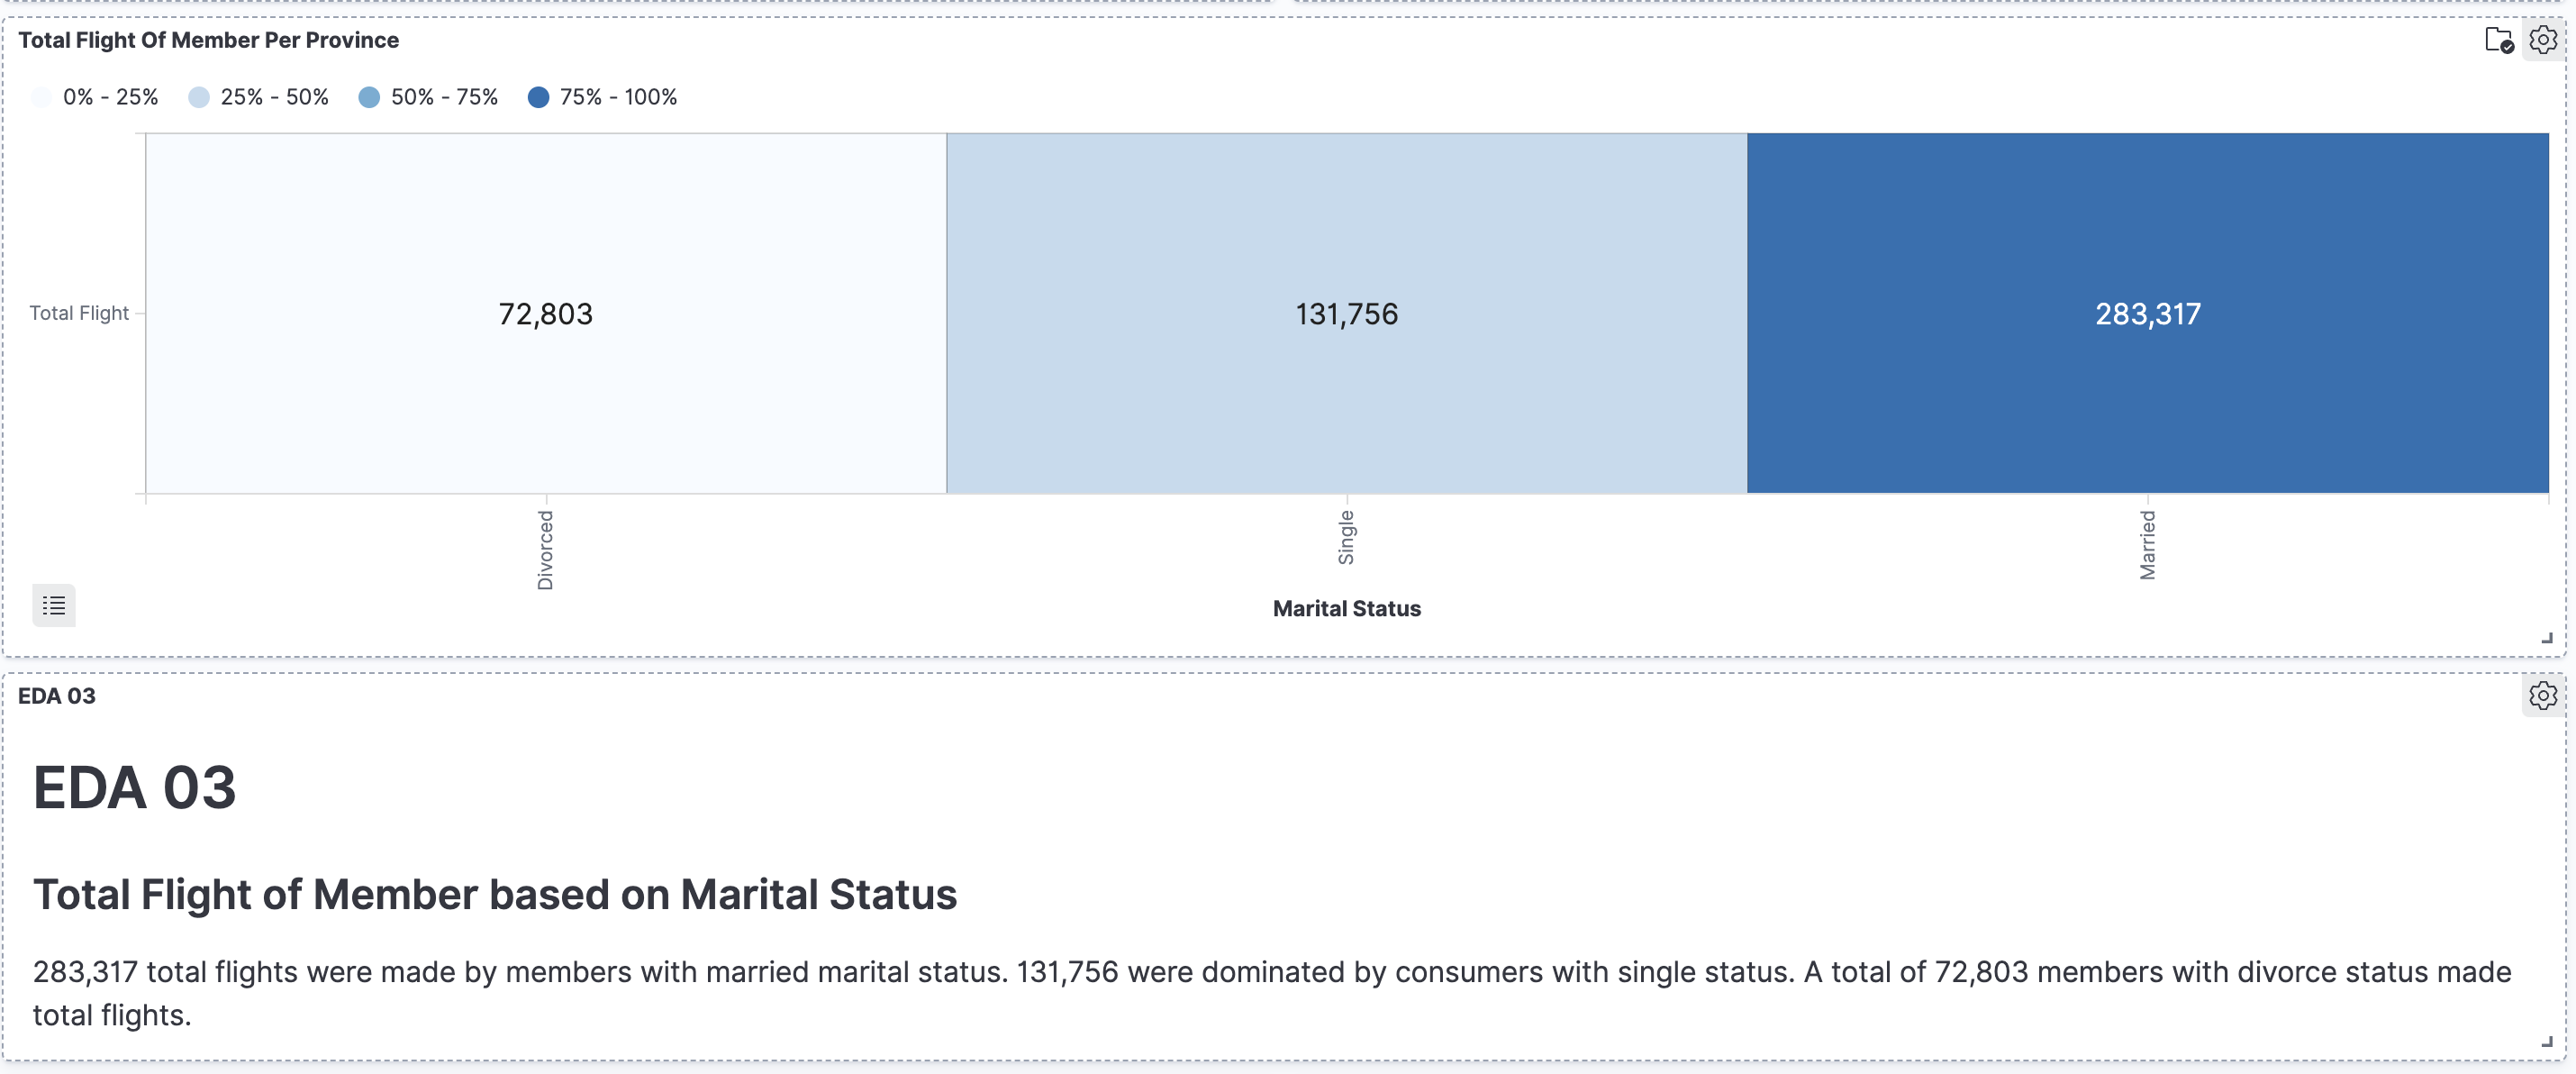 Total Flight Of Member Per Province
0% - 25% 25% - 50% 50% - 75% 75% - 100%
Total Flight 72,803 131,756 283,317
Divorced Single Married
Marital Status
EDA 03
EDA 03
Total Flight of Member based on Marital Status
283,317 total flights were made by members with married marital status. 131,756 were dominated by consumers with single status. A total of 72,803 members with divorce status made
total flights.